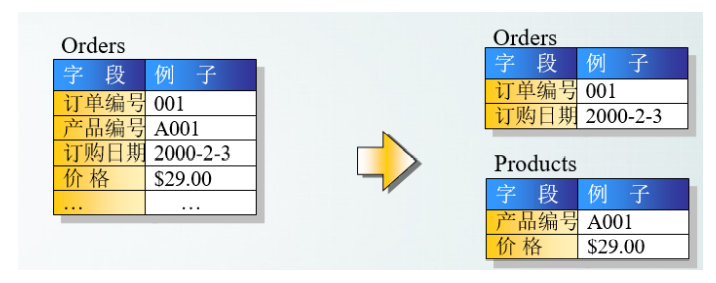 Orders
字 段 例 子
订单编号 001
产品编号 A001
订购日期 2000-2-3
价 格 $29.00
… …
Orders
字 段 例 子
订单编号 001
订购日期 2000-2-3
Products
字 段 例 子
产品编号 A001
价 格 $29.00